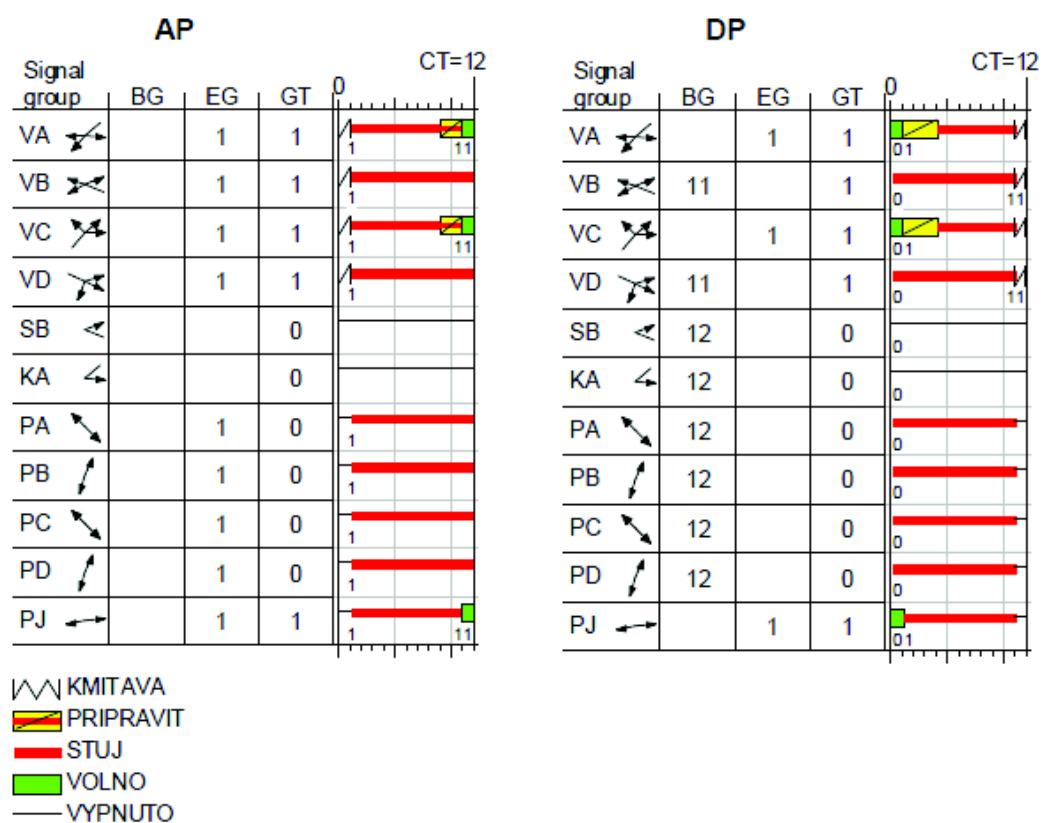 AP
Signal group BG EG GT 0 CT=12
VA 1 1 1 11
VB 1 1 1
VC 1 1 1 11
VD 1 1 1
SB 0
KA 0
PA 1 0 1
PB 1 0 1
PC 1 0 1
PD 1 0 1
PJ 1 1 1 11
DP
Signal group BG EG GT 0 CT=12
VA 1 1 0 1
VB 11 1 0 11
VC 1 1 0 1
VD 11 1 0 11
SB 12 0 0
KA 12 0 0
PA 12 0 0
PB 12 0 0
PC 12 0 0
PD 12 0 0
PJ 1 1 0 1
KMITAVA
PRIPRAVIT
STUJ
VOLNO
VYPNUTO